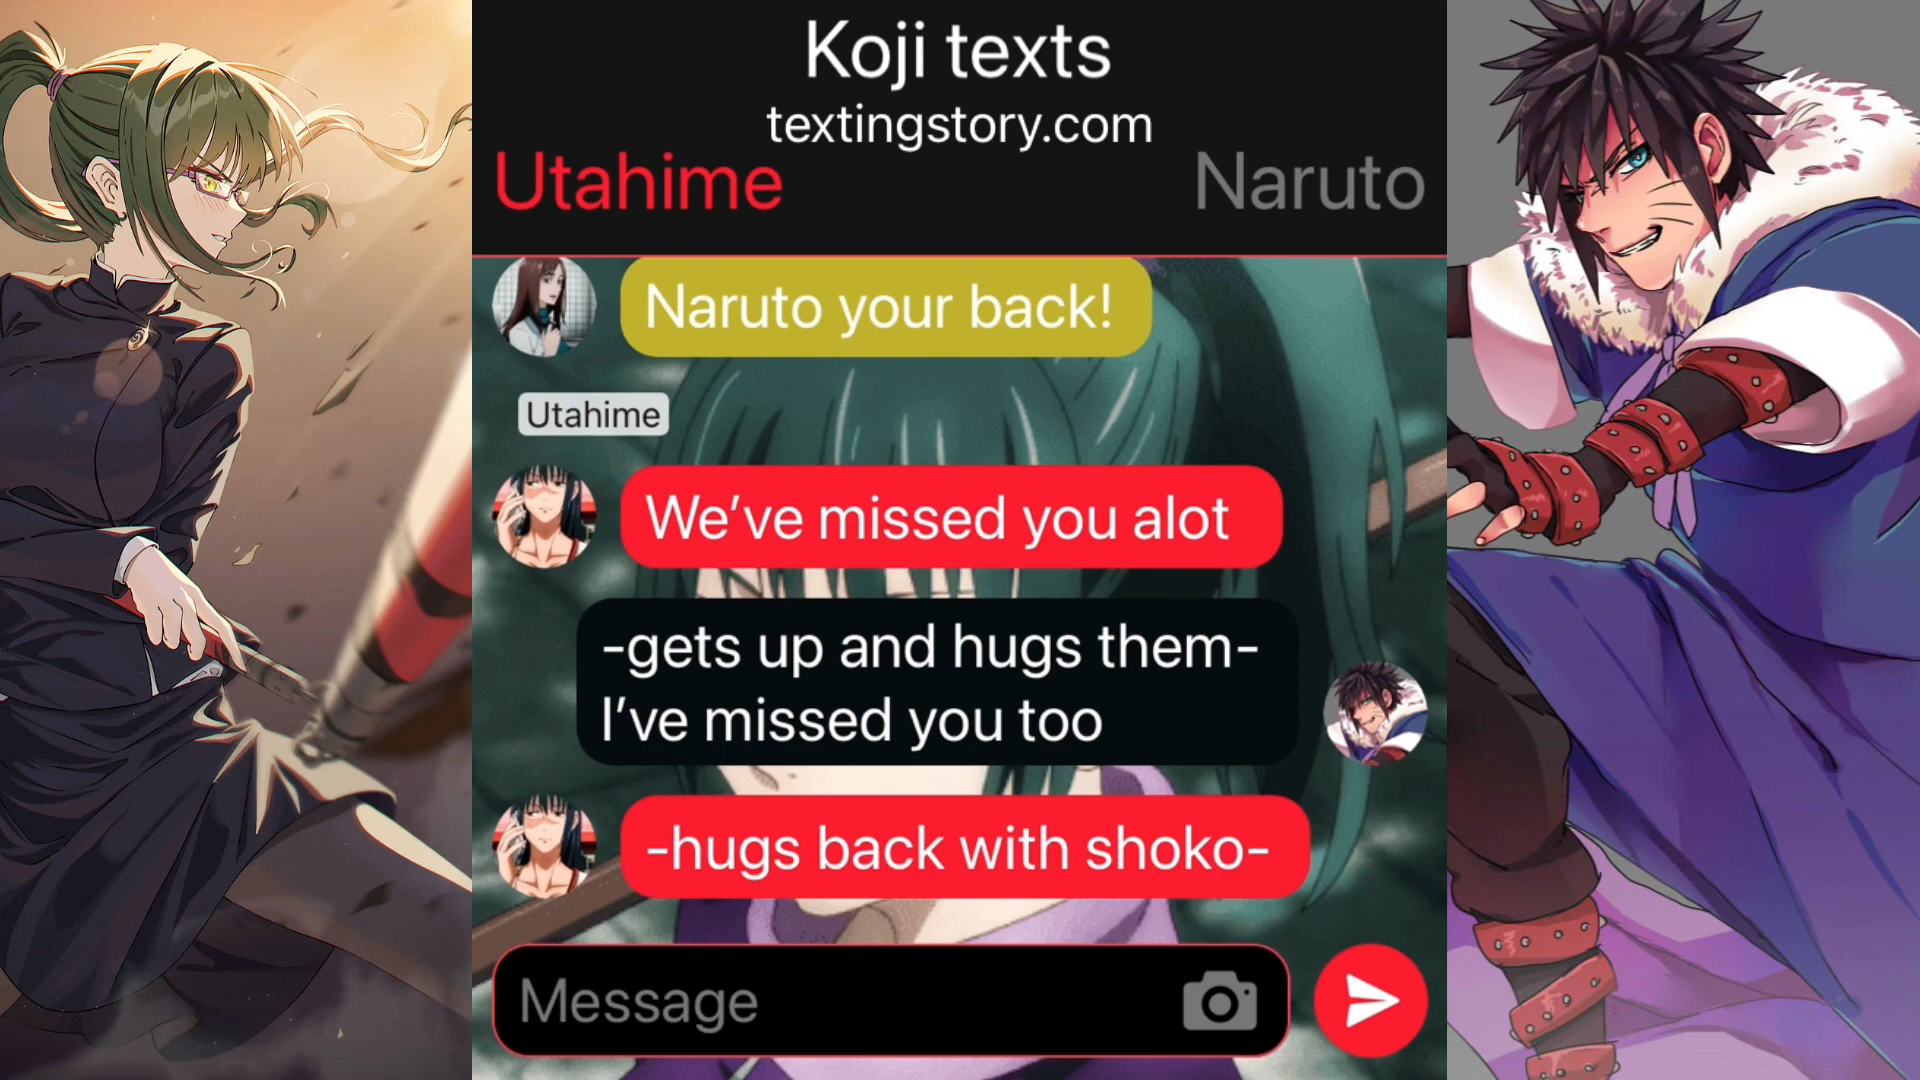 Koji texts
textingstory.com
Utahime
Naruto
Naruto your back!
Utahime
We’ve missed you alot
-gets up and hugs them-
I’ve missed you too
-hugs back with shoko-
Message